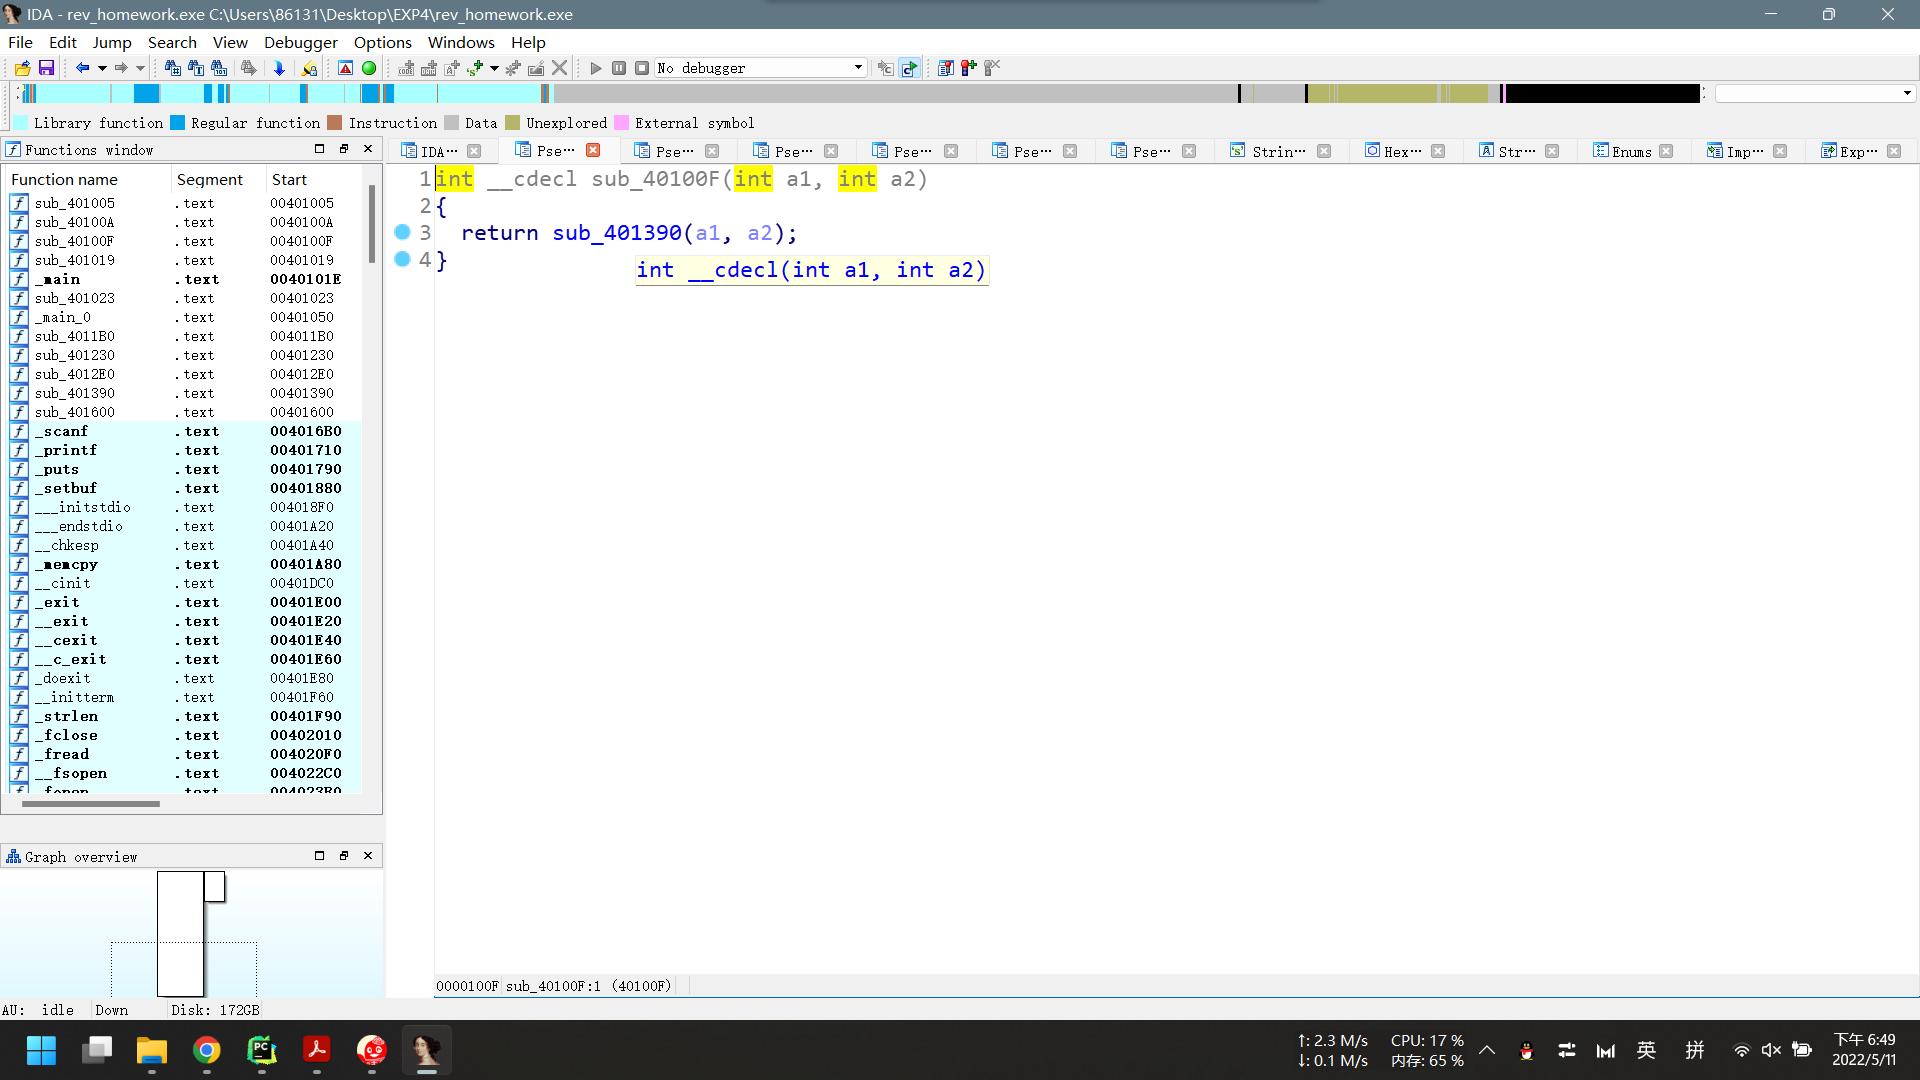 IDA - rev_homework.exe C:\Users\86131\Desktop\EXP4\rev_homework.exe
File Edit Jump Search View Debugger Options Windows Help
No debugger
Library function Regular function Instruction Data Unexplored External symbol
Functions window
IDA… Pse… Pse… Pse… Pse… Pse… Pse… Strin… Hex… Str… Enums Imp… Exp…
Function name Segment Start
sub_401005 .text 00401005
sub_40100A .text 0040100A
sub_40100F .text 0040100F
sub_401019 .text 00401019
_main .text 0040101E
sub_401023 .text 00401023
_main_0 .text 00401050
sub_4011B0 .text 004011B0
sub_401230 .text 00401230
sub_4012E0 .text 004012E0
sub_401390 .text 00401390
sub_401600 .text 00401600
_scanf .text 004016B0
_printf .text 00401710
_puts .text 00401790
_setbuf .text 00401880
___initstdio .text 004018F0
___endstdio .text 00401A20
__chkesp .text 00401A40
_memcpy .text 00401A80
__cinit .text 00401DC0
_exit .text 00401E00
__exit .text 00401E20
__cexit .text 00401E40
__c_exit .text 00401E60
_doexit .text 00401E80
__initterm .text 00401F60
_strlen .text 00401F90
_fclose .text 00402010
_fread .text 004020F0
__fsopen .text 004022C0
_fopen .text 004023B0
1 int __cdecl sub_40100F(int a1, int a2)
2 {
3 return sub_401390(a1, a2);
4 }
int __cdecl(int a1, int a2)
Graph overview
0000100F sub_40100F:1 (40100F)
AU: idle Down Disk: 172GB
↑: 2.3 M/s
↓: 0.1 M/s
CPU: 17 %
内存: 65 %
英
拼
下午 6:49
2022/5/11